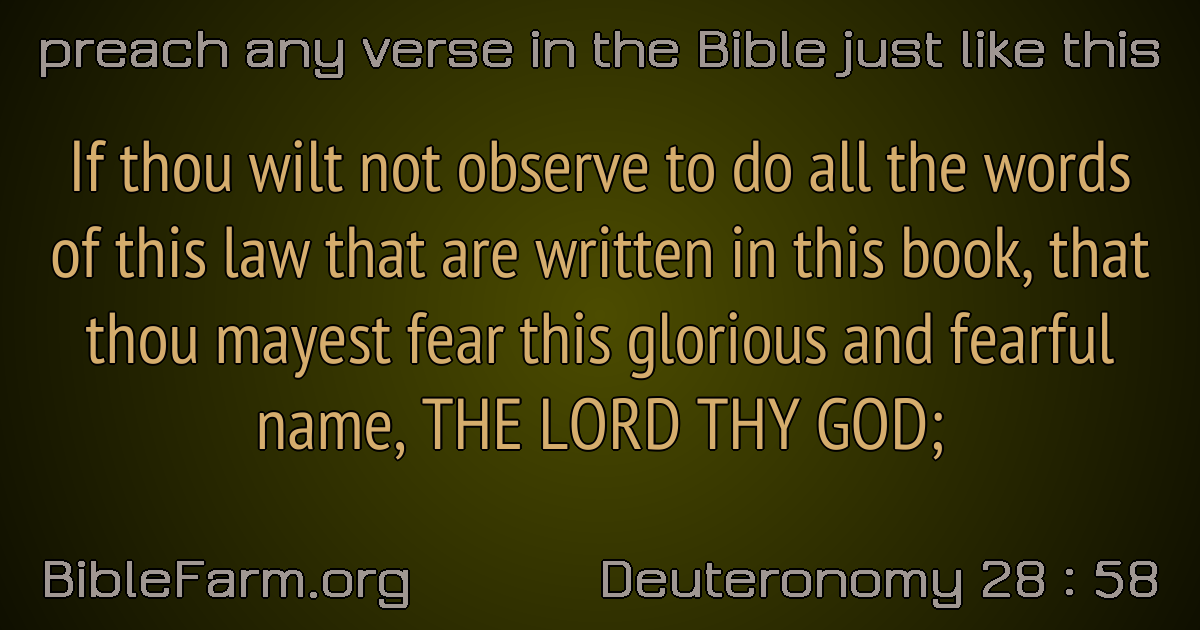 preach any verse in the Bible just like this
If thou wilt not observe to do all the words
of this law that are written in this book, that
thou mayest fear this glorious and fearful
name, THE LORD THY GOD;
BibleFarm.org
Deuteronomy 28 : 58